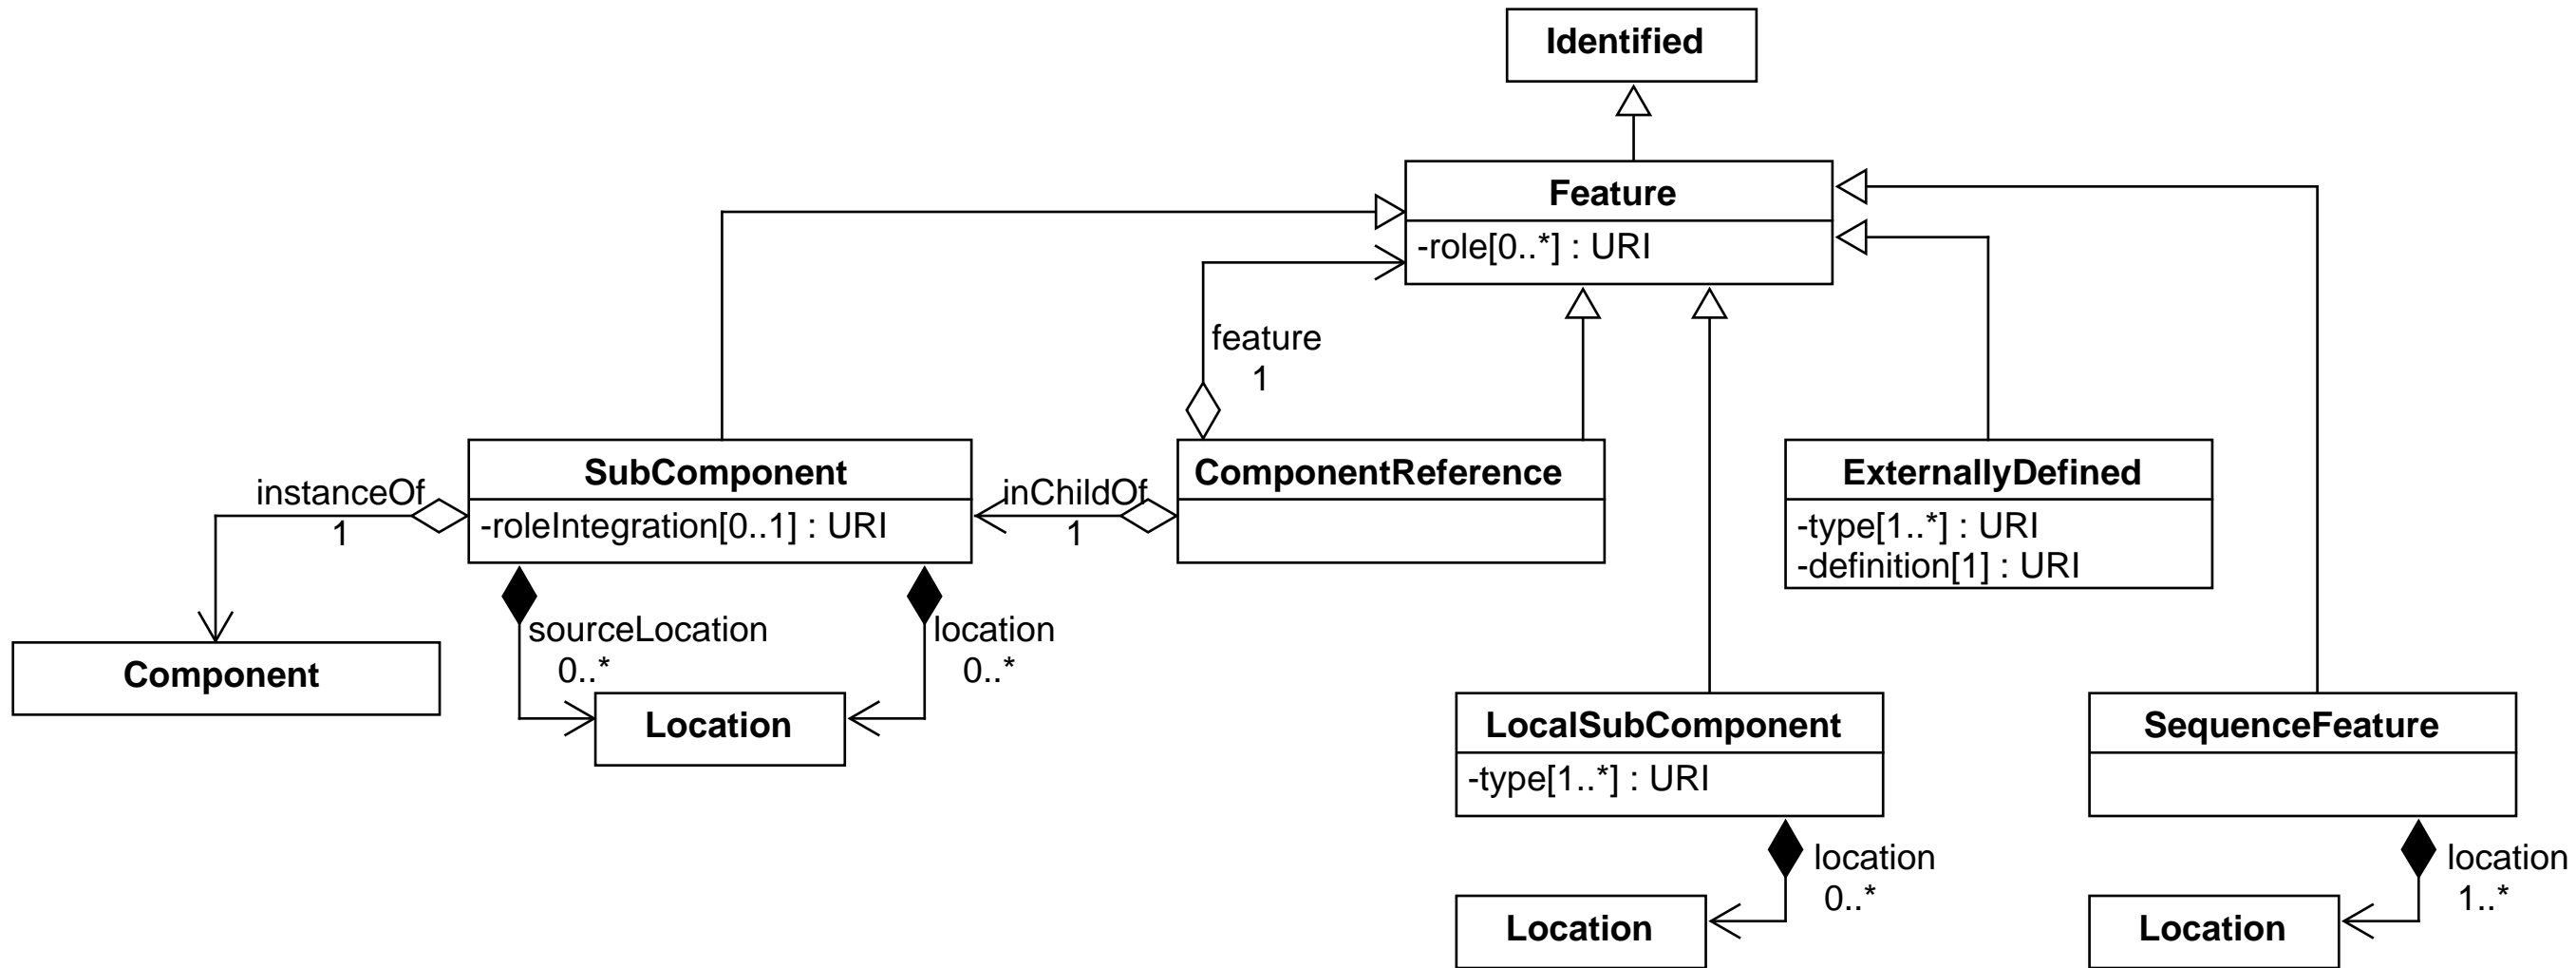 Identified
Feature
-role[0..*] : URI
feature
1
SubComponent
-roleIntegration[0..1] : URI
instanceOf
1
inChildOf
1
ComponentReference
ExternallyDefined
-type[1..*] : URI
-definition[1] : URI
sourceLocation
0..*
location
0..*
Component
Location
LocalSubComponent
-type[1..*] : URI
SequenceFeature
location
0..*
location
1..*
Location
Location